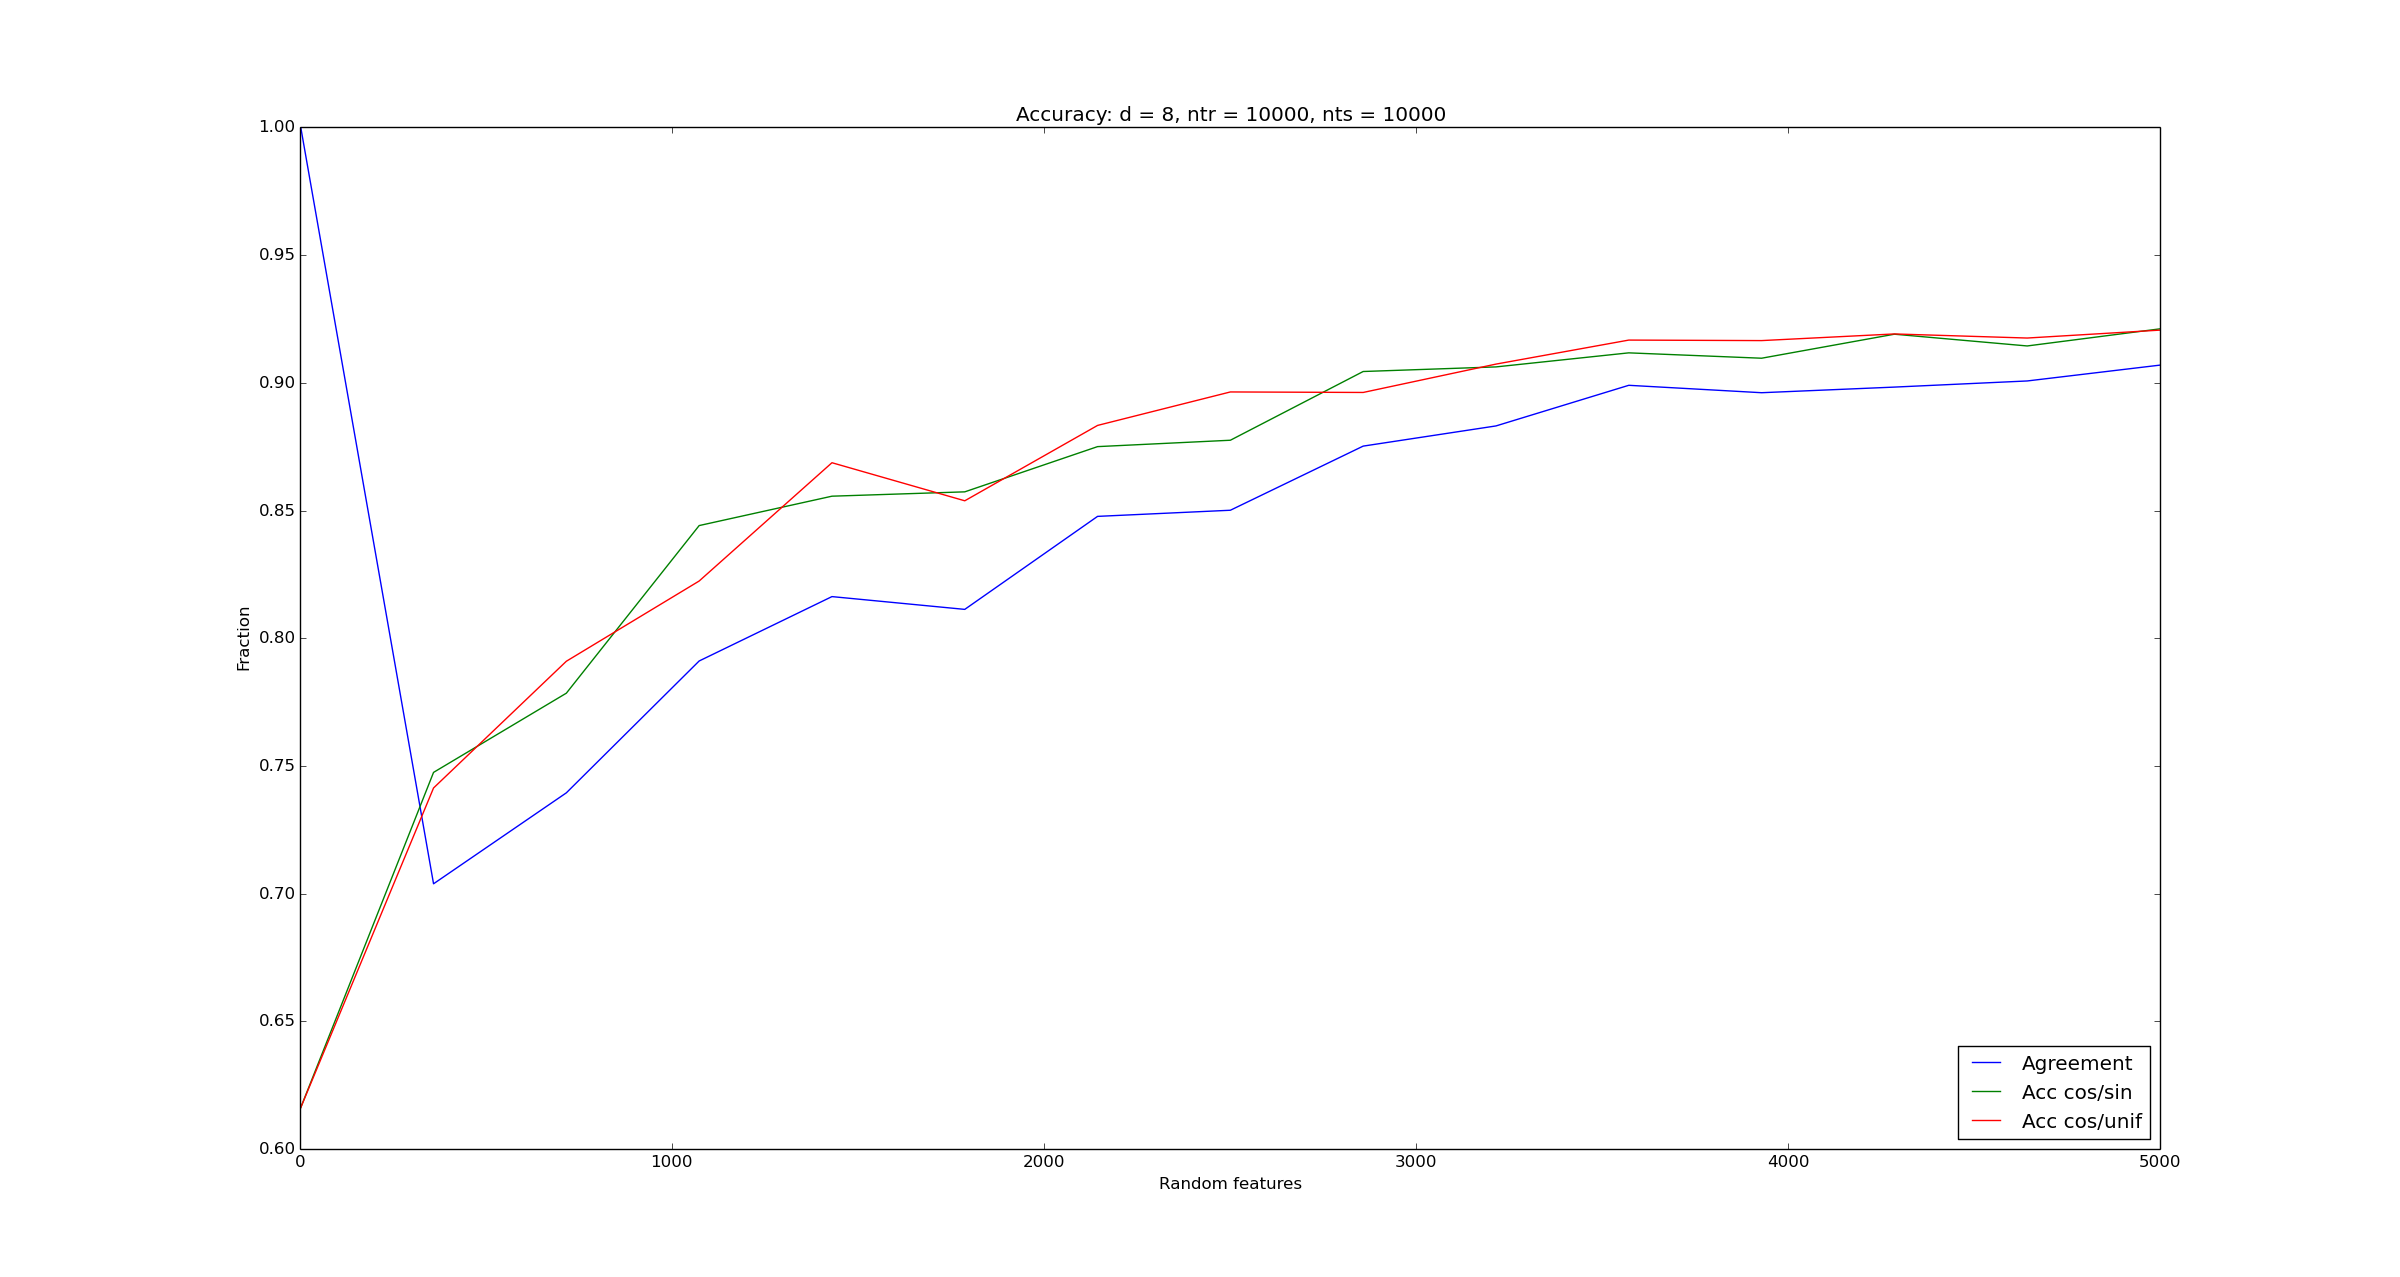 Accuracy: d = 8, ntr = 10000, nts = 10000
1.00
0.95
0.90
0.85
0.80
0.75
0.70
0.65
0.60
Fraction
0 1000 2000 3000 4000 5000
Random features
Agreement
Acc cos/sin
Acc cos/unif